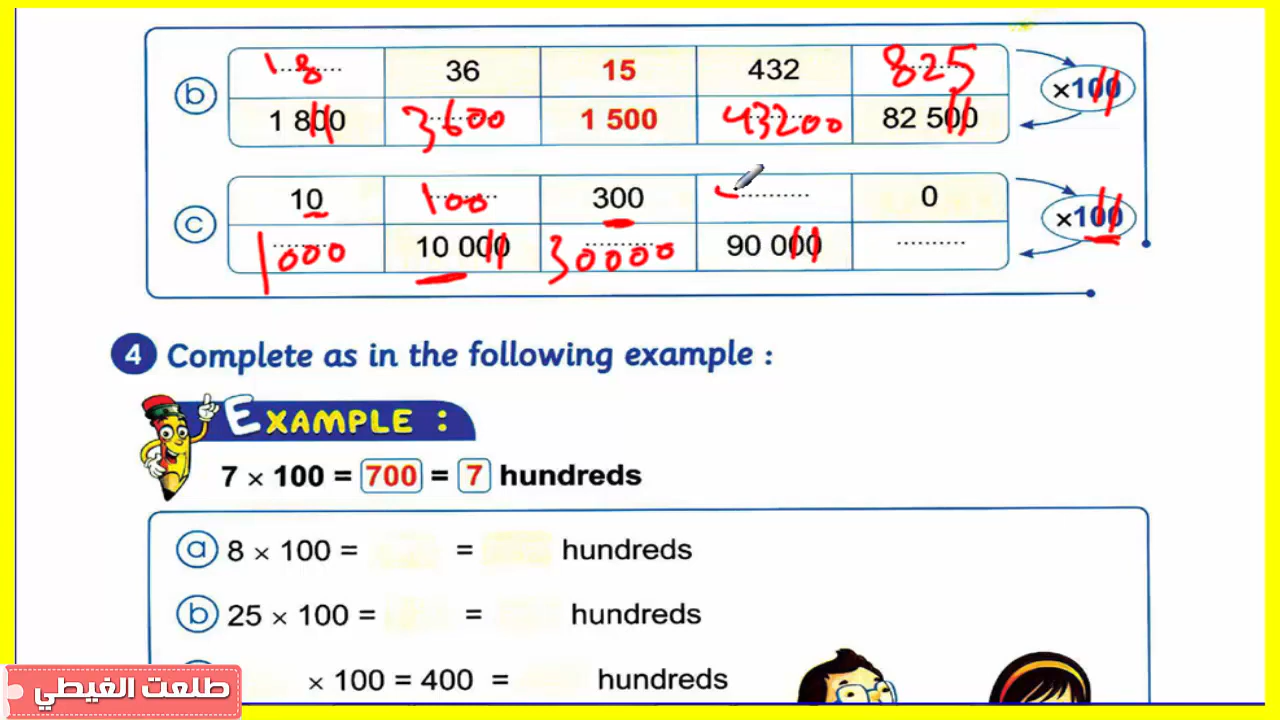 b 18 36 15 432 825 ×100
1 800 3600 1 500 43200 82 500
c 10 100 300 .......... 0 ×100
1000 10 000 30000 90 000 ..........
4 Complete as in the following example :
EXAMPLE :
7 × 100 = 700 = 7 hundreds
a 8 × 100 = = hundreds
b 25 × 100 = = hundreds
× 100 = 400 = hundreds
طلعت الغيطي